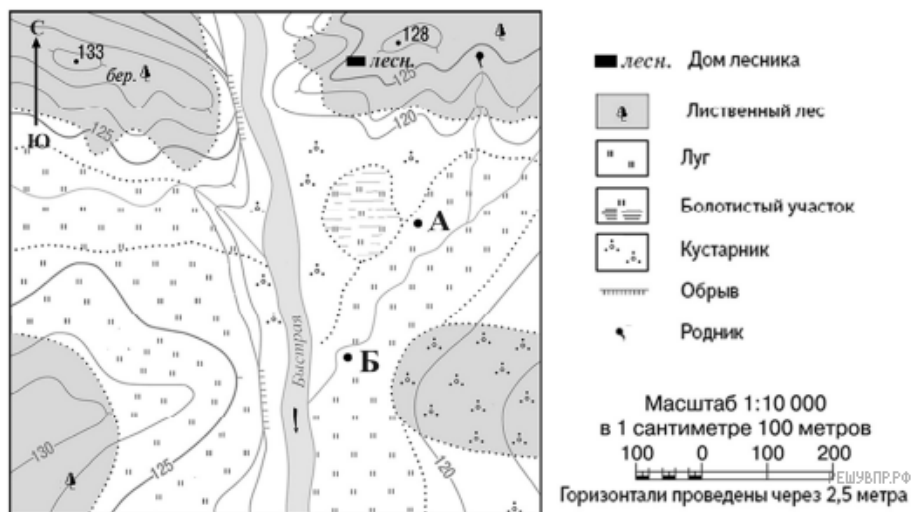 С
133
бер.
128
лесн.
125
125
120
Ю
А
Быстрая
Б
130
125
120
лесн. Дом лесника
Лиственный лес
Луг
Болотистый участок
Кустарник
Обрыв
Родник
Масштаб 1:10 000
в 1 сантиметре 100 метров
100 0 100 200
РЕШУВПР.РФ
Горизонтали проведены через 2,5 метра